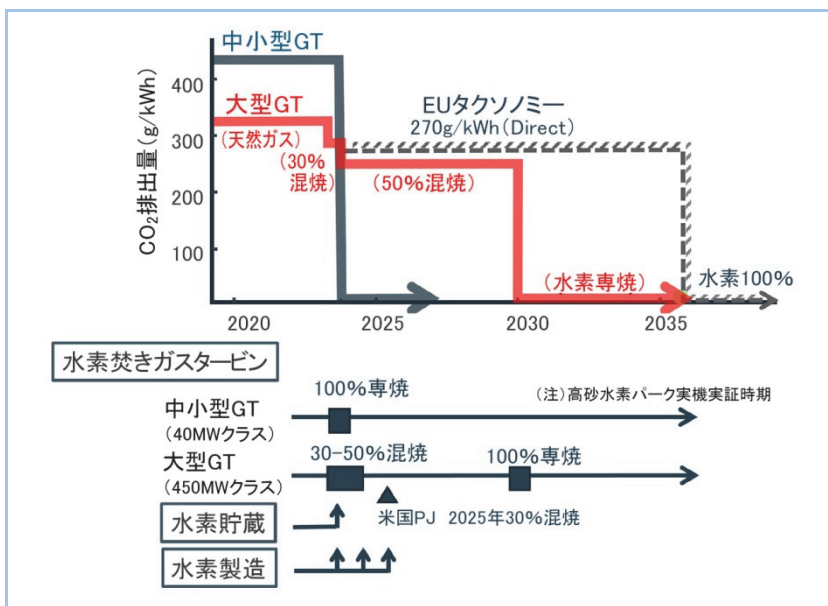 中小型GT
400
大型GT
EUタクソノミー
300
(天然ガス)
270g/kWh(Direct)
(30%
混焼)
(50%混焼)
200
CO₂排出量(g/kWh)
100
(水素専焼)
水素100%
2020
2025
2030
2035
水素焚きガスタービン
100%専焼
(注)高砂水素パーク実機実証時期
中小型GT
(40MWクラス)
30-50%混焼
100%専焼
大型GT
(450MWクラス)
米国PJ 2025年30%混焼
水素貯蔵
水素製造